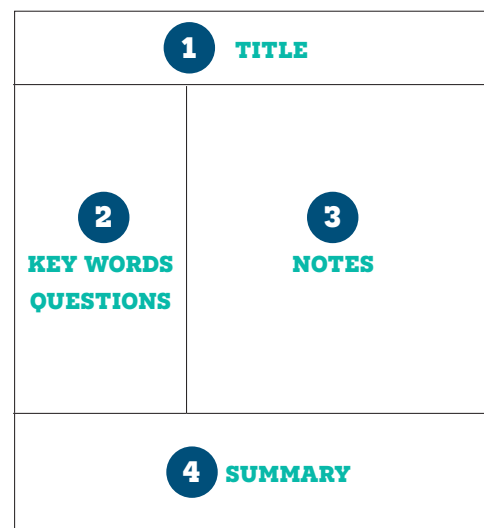 1 TITLE
2
KEY WORDS
QUESTIONS
3
NOTES
4 SUMMARY